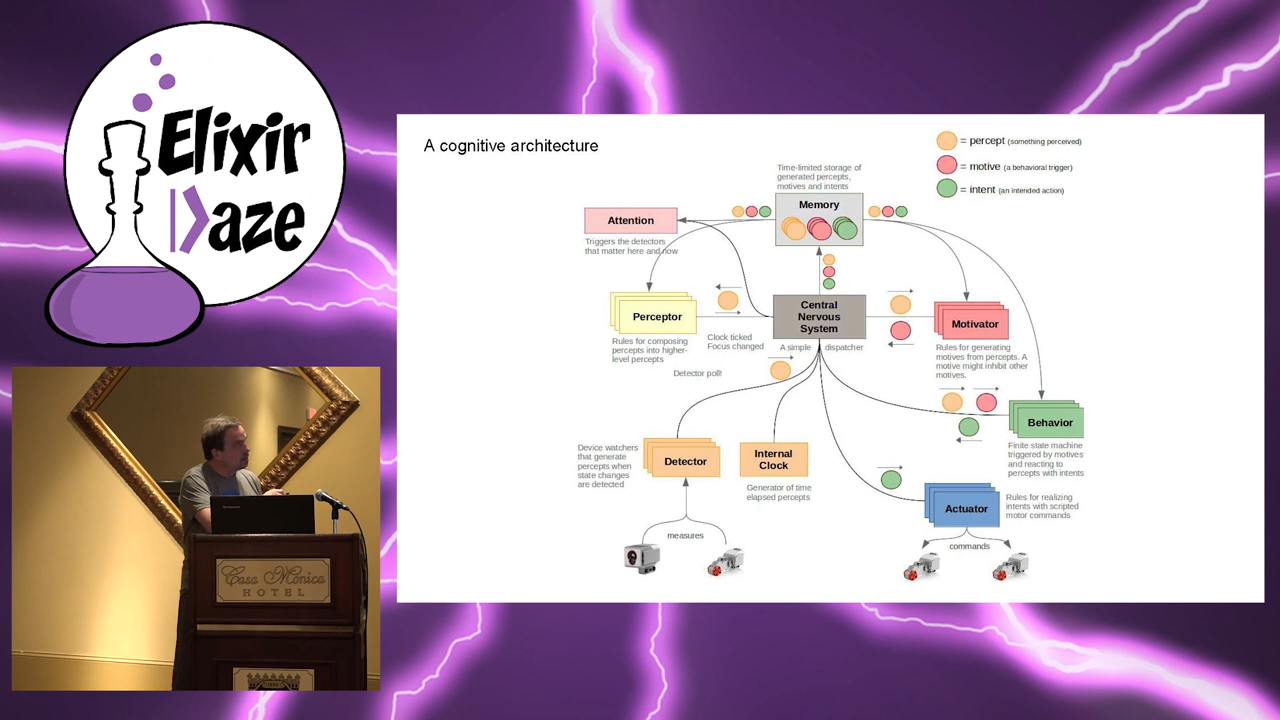 Elixir
|>aze
A cognitive architecture
= percept (something perceived)
= motive (a behavioral trigger)
= intent (an intended action)
Time-limited storage of
generated percepts,
motives and intents
Memory
Attention
Triggers the detectors
that matter here and now
Perceptor
Rules for composing
percepts into higher-
level percepts
Clock ticked
Focus changed
Central
Nervous
System
A simple dispatcher
Motivator
Rules for generating
motives from percepts. A
motive might inhibit other
motives.
Detector poll!
Behavior
Finite state machine
triggered by motives
and reacting to
percepts with intents
Device watchers
that generate
percepts when
state changes
are detected
Detector
Internal
Clock
Generator of time
elapsed percepts
Actuator
Rules for realizing
intents with scripted
motor commands
measures
commands
Casa Monica
HOTEL